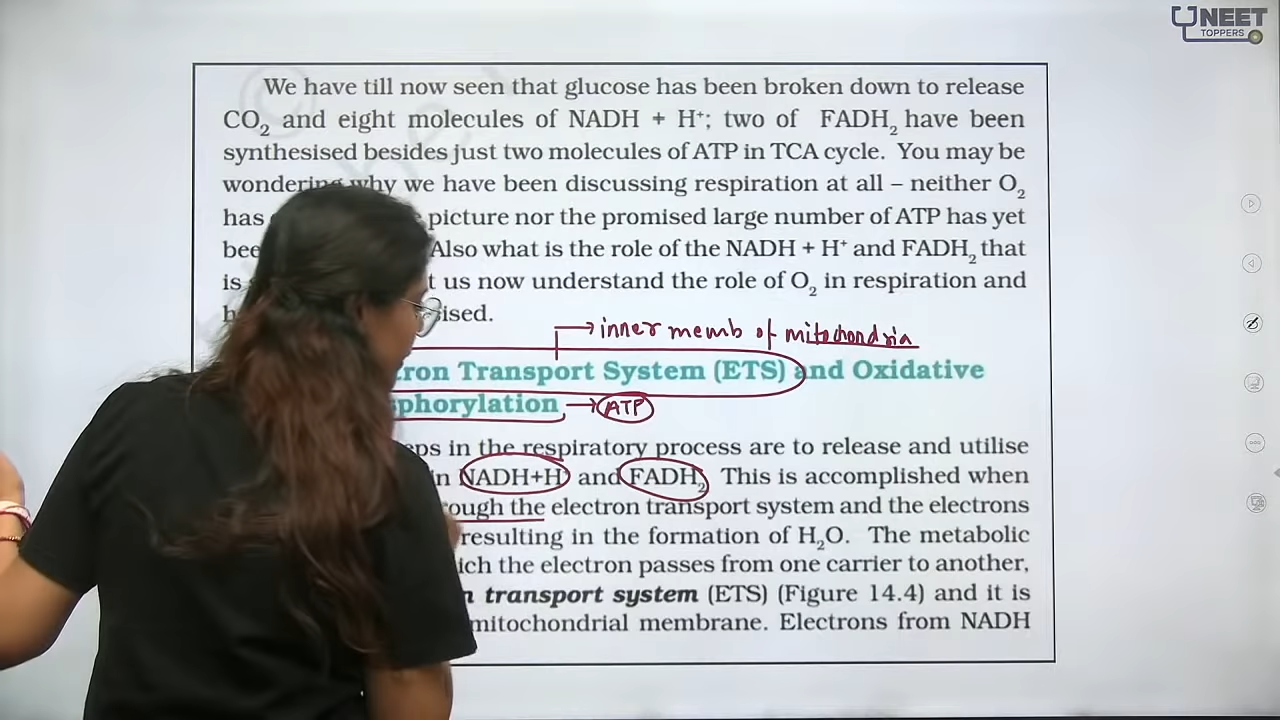 UNEET
TOPPERS
We have till now seen that glucose has been broken down to release
CO2 and eight molecules of NADH + H+; two of FADH2 have been
synthesised besides just two molecules of ATP in TCA cycle. You may be
wondering why we have been discussing respiration at all – neither O2
has picture nor the promised large number of ATP has yet
bee Also what is the role of the NADH + H+ and FADH2 that
is t us now understand the role of O2 in respiration and
h ised.
→ inner memb of mitochondria
tron Transport System (ETS) and Oxidative
sphorylation → ATP
eps in the respiratory process are to release and utilise
in NADH+H+ and FADH2. This is accomplished when
ough the electron transport system and the electrons
resulting in the formation of H2O. The metabolic
ich the electron passes from one carrier to another,
n transport system (ETS) (Figure 14.4) and it is
mitochondrial membrane. Electrons from NADH